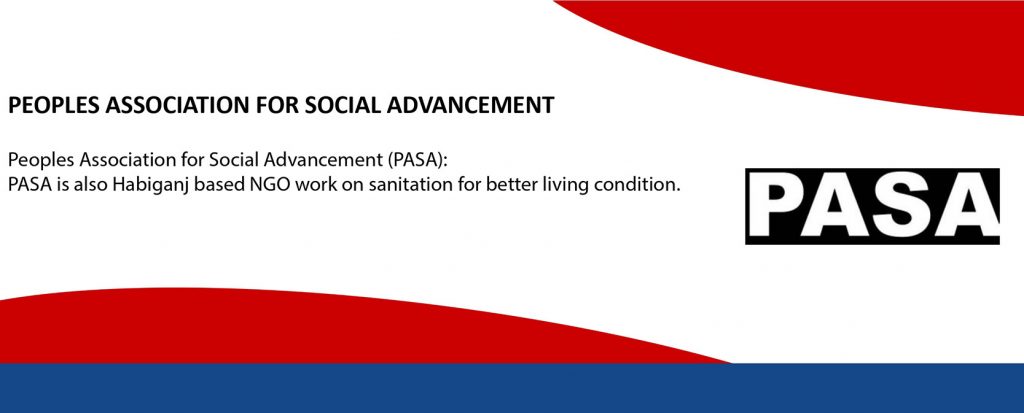 PEOPLES ASSOCIATION FOR SOCIAL ADVANCEMENT
Peoples Association for Social Advancement (PASA):
PASA is also Habiganj based NGO work on sanitation for better living condition.
PASA